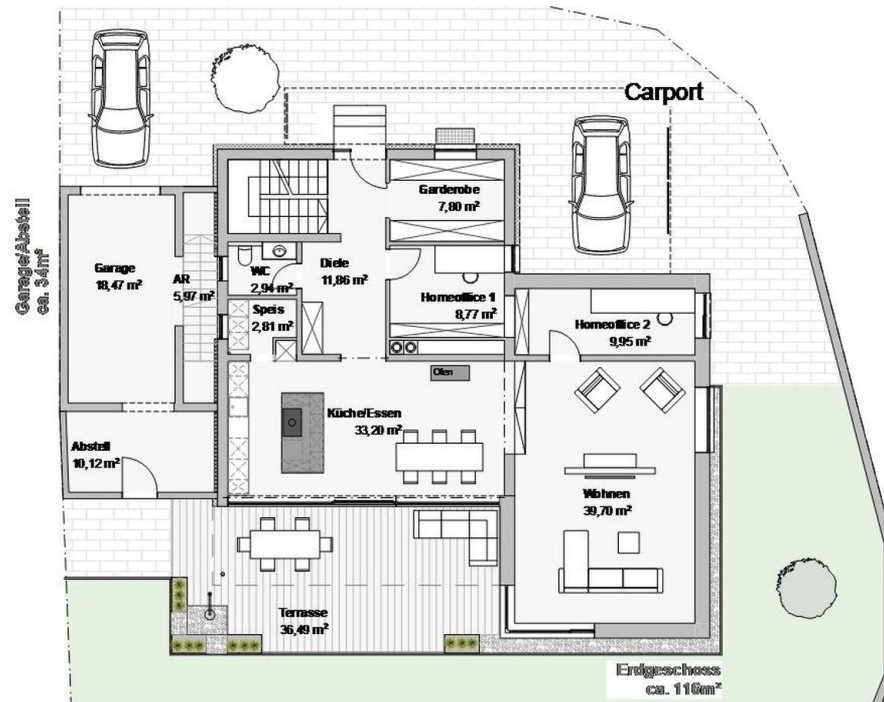 Carport
Garage/Abstell
ca. 34m²
Garderobe
7,80 m²
Garage
18,47 m²
AR
5,97 m²
WC
2,94 m²
Diele
11,86 m²
Homeoffice 1
8,77 m²
Speis
2,81 m²
Homeoffice 2
9,95 m²
Ofen
Küche/Essen
33,20 m²
Abstell
10,12 m²
Wohnen
39,70 m²
Terrasse
36,49 m²
Erdgeschoss
ca. 116m²